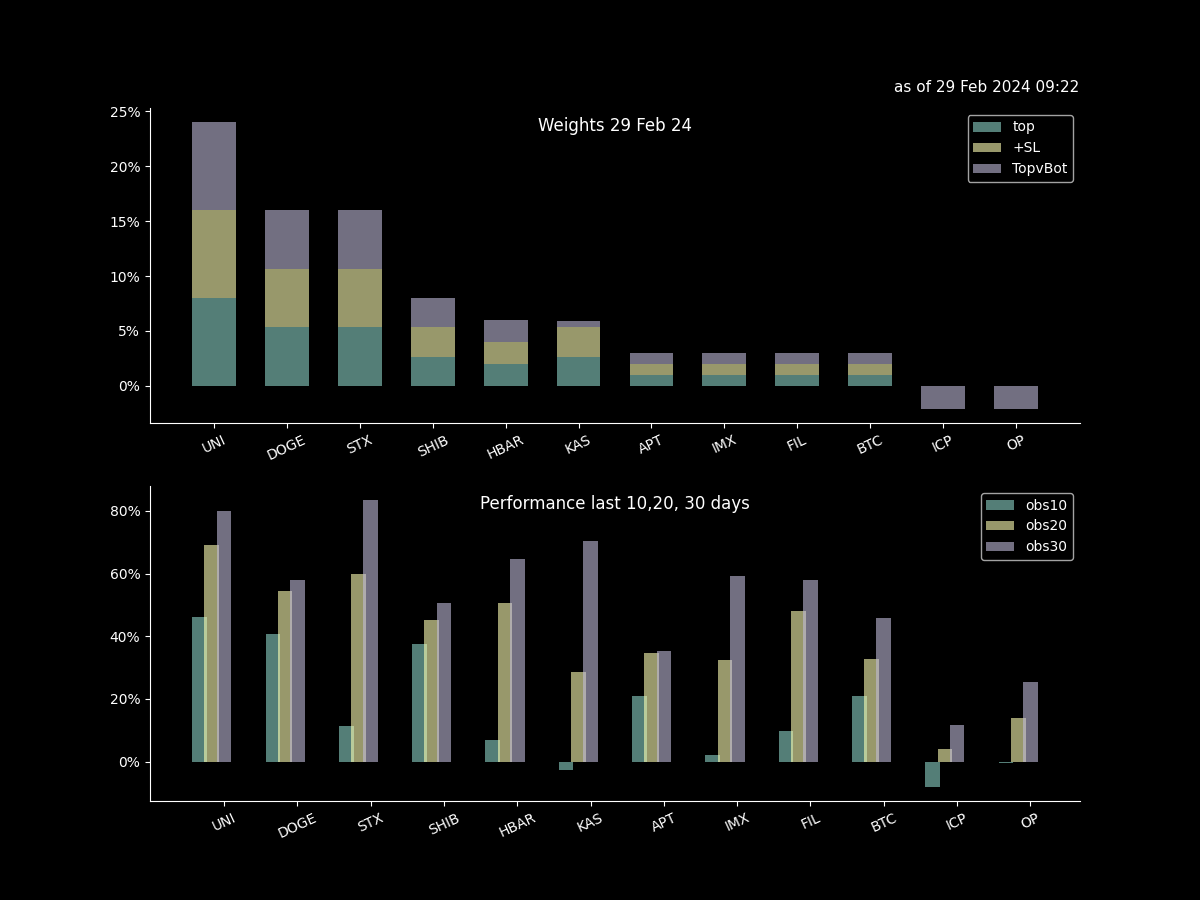 as of 29 Feb 2024 09:22
Weights 29 Feb 24
top
+SL
TopvBot
25%
20%
15%
10%
5%
0%
UNI DOGE STX SHIB HBAR KAS APT IMX FIL BTC ICP OP
Performance last 10,20, 30 days
obs10
obs20
obs30
80%
60%
40%
20%
0%
UNI DOGE STX SHIB HBAR KAS APT IMX FIL BTC ICP OP